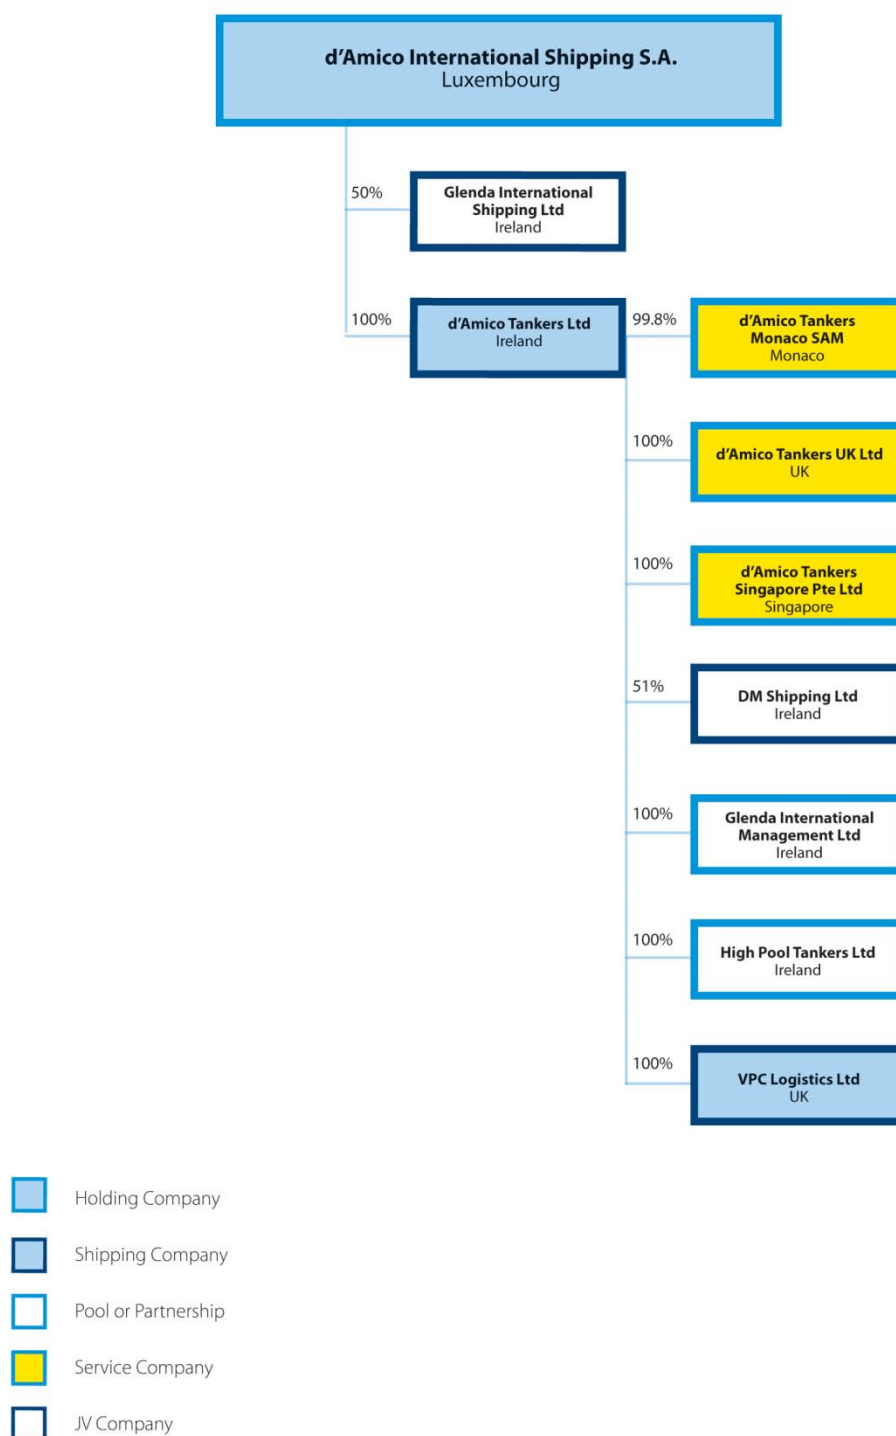 d’Amico International Shipping S.A.
Luxembourg
50%
Glenda International
Shipping Ltd
Ireland
100%
d’Amico Tankers Ltd
Ireland
99.8%
d’Amico Tankers
Monaco SAM
Monaco
100%
d’Amico Tankers UK Ltd
UK
100%
d’Amico Tankers
Singapore Pte Ltd
Singapore
51%
DM Shipping Ltd
Ireland
100%
Glenda International
Management Ltd
Ireland
100%
High Pool Tankers Ltd
Ireland
100%
VPC Logistics Ltd
UK
Holding Company
Shipping Company
Pool or Partnership
Service Company
JV Company